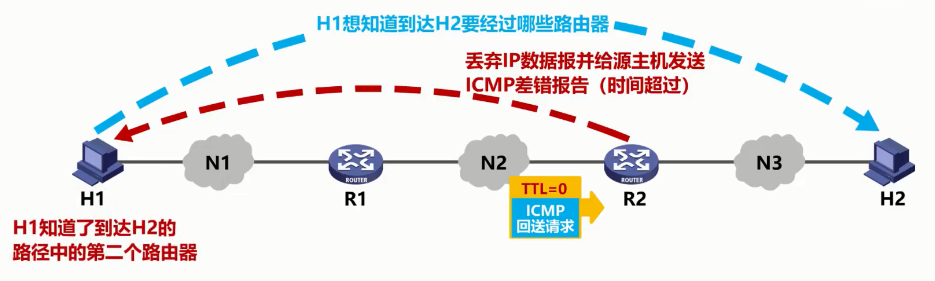 H1想知道到达H2要经过哪些路由器
丢弃IP数据报并给源主机发送
ICMP差错报告（时间超过）
N1
N2
N3
ROUTER
ROUTER
H1
R1
TTL=0
ICMP
回送请求
R2
H2
H1知道了到达H2的
路径中的第二个路由器